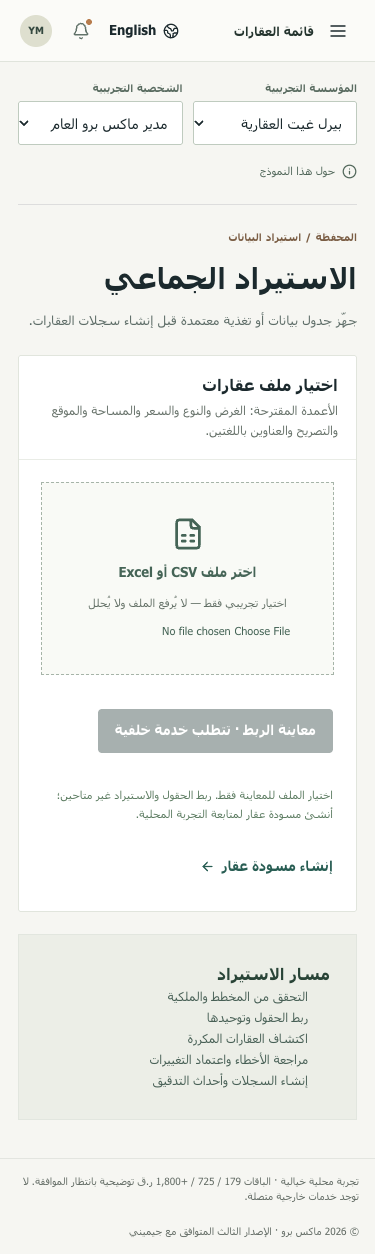 قائمة العقارات
English
YM
المؤسسة التجريبية
الشخصية التجريبية
بيرل غيت العقارية
مدير ماكس برو العام
حول هذا النموذج
المحفظة / استيراد البيانات
الاستيراد الجماعي
جهّز جدول بيانات أو تغذية معتمدة قبل إنشاء سجلات العقارات.
اختيار ملف عقارات
الأعمدة المقترحة: الغرض والنوع والسعر والمساحة والموقع
والتصريح والعناوين باللغتين.
اختر ملف CSV أو Excel
اختيار تجريبي فقط — لا يُرفع الملف ولا يُحلل
Choose File No file chosen
معاينة الربط · تتطلب خدمة خلفية
اختيار الملف للمعاينة فقط. ربط الحقول والاستيراد غير متاحين؛
أنشئ مسودة عقار لمتابعة التجربة المحلية.
إنشاء مسودة عقار ←
مسار الاستيراد
التحقق من المخطط والملكية
ربط الحقول وتوحيدها
اكتشاف العقارات المكررة
مراجعة الأخطاء واعتماد التغييرات
إنشاء السجلات وأحداث التدقيق
تجربة محلية خيالية · الباقات 179 / 725 / 1,800+ ر.ق توضيحية بانتظار الموافقة. لا
توجد خدمات خارجية متصلة.
© 2026 ماكس برو · الإصدار الثالث المتوافق مع جيميني